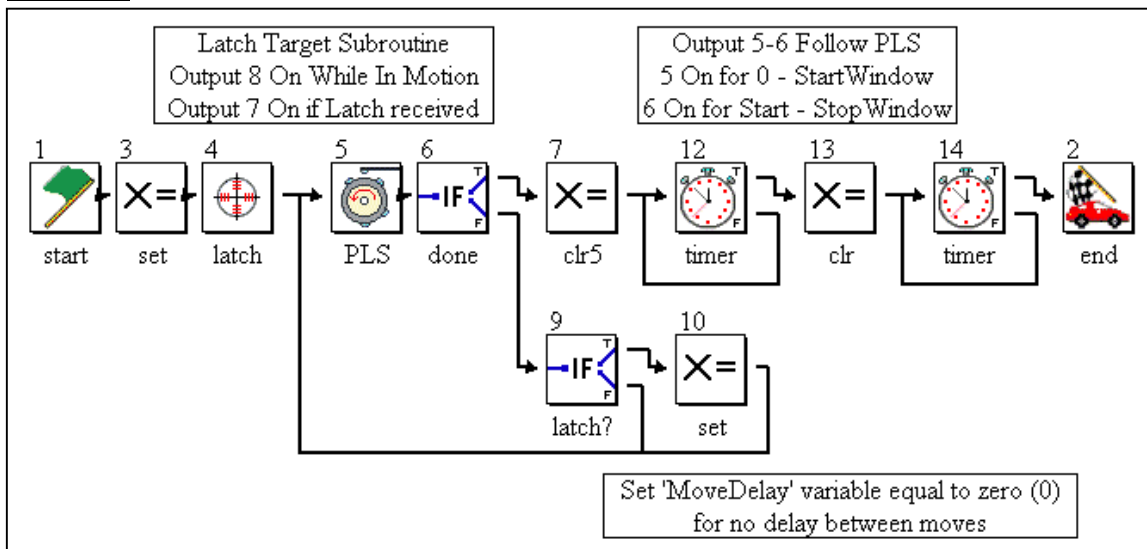 Latch Target Subroutine
Output 8 On While In Motion
Output 7 On if Latch received
Output 5-6 Follow PLS
5 On for 0 - StartWindow
6 On for Start - StopWindow
1 3 4 5 6 7 12 13 14 2
X= IF T F X= T F X= T F
start set latch PLS done clr5 timer clr timer end
9 10
IF T F X=
latch? set
Set 'MoveDelay' variable equal to zero (0)
for no delay between moves